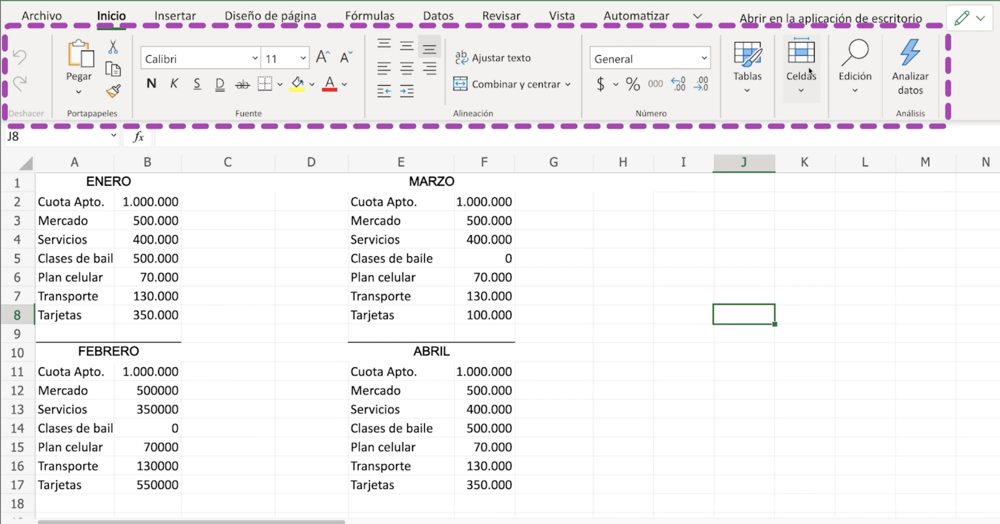 Archivo Inicio Insertar Diseño de página Fórmulas Datos Revisar Vista Automatizar Abrir en la aplicación de escritorio
Calibri 11 A A ab Ajustar texto General
Pegar Tablas Celdas Edición Analizar datos
N K S D ab A Combinar y centrar $ % 000 ,00 ,00
Deshacer Portapapeles Fuente Alineación Número Análisis
J8 fx
A B C D E F G H I J K L M N
1 ENERO MARZO
2 Cuota Apto. 1.000.000 Cuota Apto. 1.000.000
3 Mercado 500.000 Mercado 500.000
4 Servicios 400.000 Servicios 400.000
5 Clases de bail 500.000 Clases de baile 0
6 Plan celular 70.000 Plan celular 70.000
7 Transporte 130.000 Transporte 130.000
8 Tarjetas 350.000 Tarjetas 100.000
9
10 FEBRERO ABRIL
11 Cuota Apto. 1.000.000 Cuota Apto. 1.000.000
12 Mercado 500000 Mercado 500.000
13 Servicios 350000 Servicios 400.000
14 Clases de bail 0 Clases de baile 500.000
15 Plan celular 70000 Plan celular 70.000
16 Transporte 130000 Transporte 130.000
17 Tarjetas 550000 Tarjetas 350.000
18